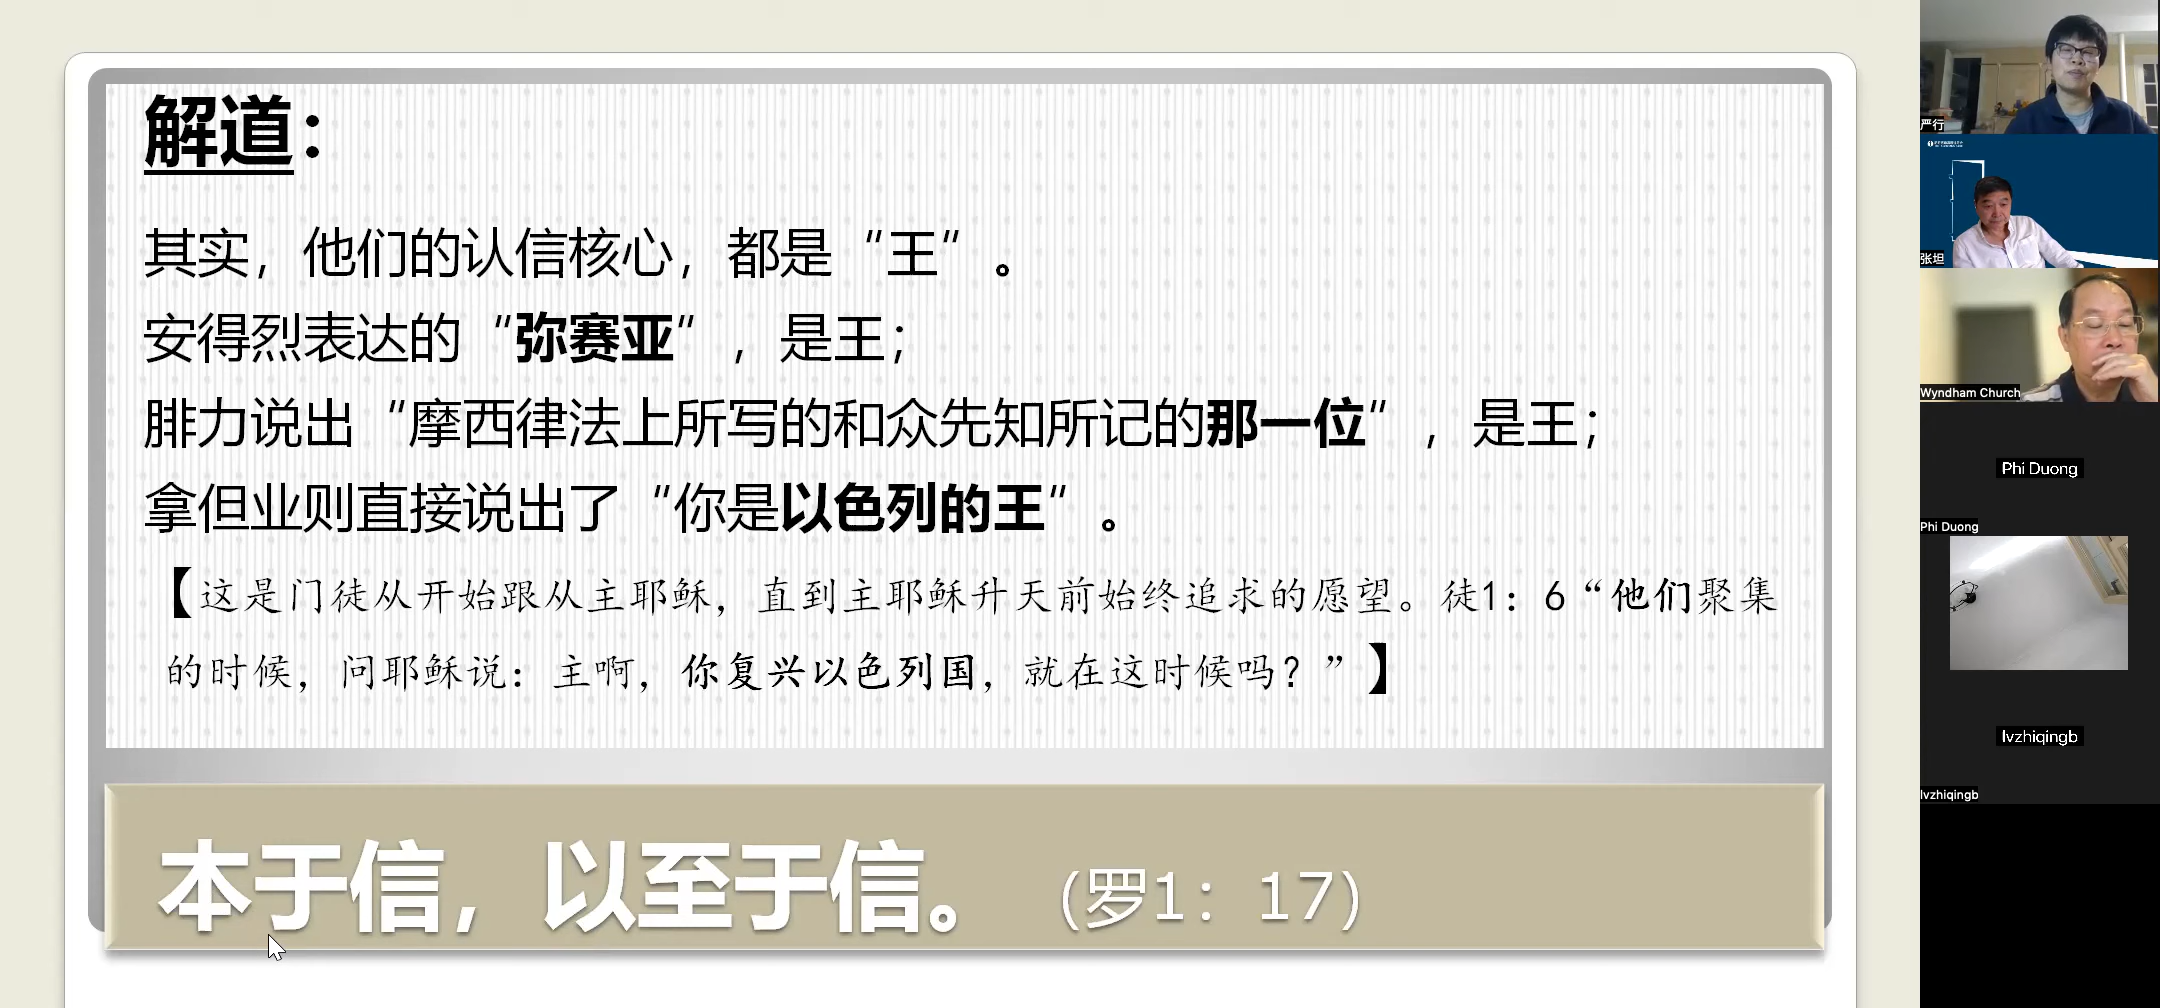 解道：
其实，他们的认信核心，都是“王”。
安得烈表达的“弥赛亚”，是王；
腓力说出“摩西律法上所写的和众先知所记的那一位”，是王；
拿但业则直接说出了“你是以色列的王”。
【这是门徒从开始跟从主耶稣，直到主耶稣升天前始终追求的愿望。徒1：6“他们聚集
的时候，问耶稣说：主啊，你复兴以色列国，就在这时候吗？”】
本于信，以至于信。（罗1：17）
严行
张坦
Wyndham Church
Phi Duong
Phi Duong
lvzhiqingb
lvzhiqingb